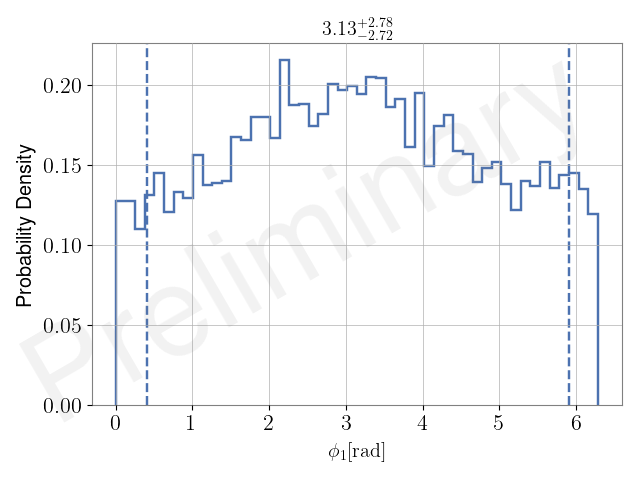 3.13^{+2.78}_{-2.72}
Probability Density
0.20
0.15
0.10
0.05
0.00
0 1 2 3 4 5 6
ϕ₁[rad]
Preliminary